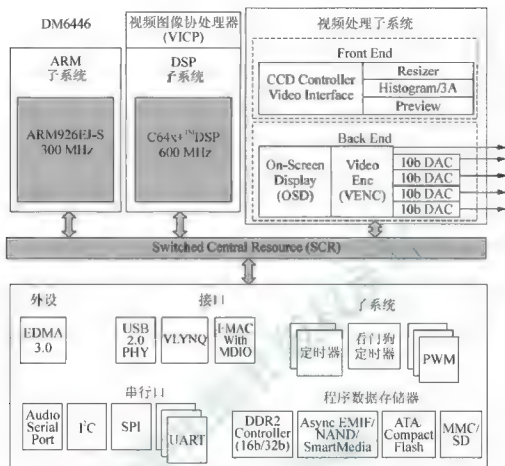 DM6446
视频图像协处理器
(VICP)
视频处理子系统
ARM
子系统
DSP
子系统
ARM926EJ-S
300 MHz
C64x+™DSP
600 MHz
Front End
CCD Controller
Video Interface
Resizer
Histogram/3A
Preview
Back End
On-Screen
Display
(OSD)
Video
Enc
(VENC)
10b DAC
10b DAC
10b DAC
10b DAC
Switched Central Resource (SCR)
外设
接口
子系统
EDMA
3.0
USB
2.0
PHY
VLYNQ
EMAC
With
MDIO
定时器
看门狗
定时器
PWM
串行口
程序数据存储器
Audio
Serial
Port
I²C
SPI
UART
DDR2
Controller
(16b/32b)
Async EMIF/
NAND/
SmartMedia
ATA/
Compact
Flash
MMC/
SD